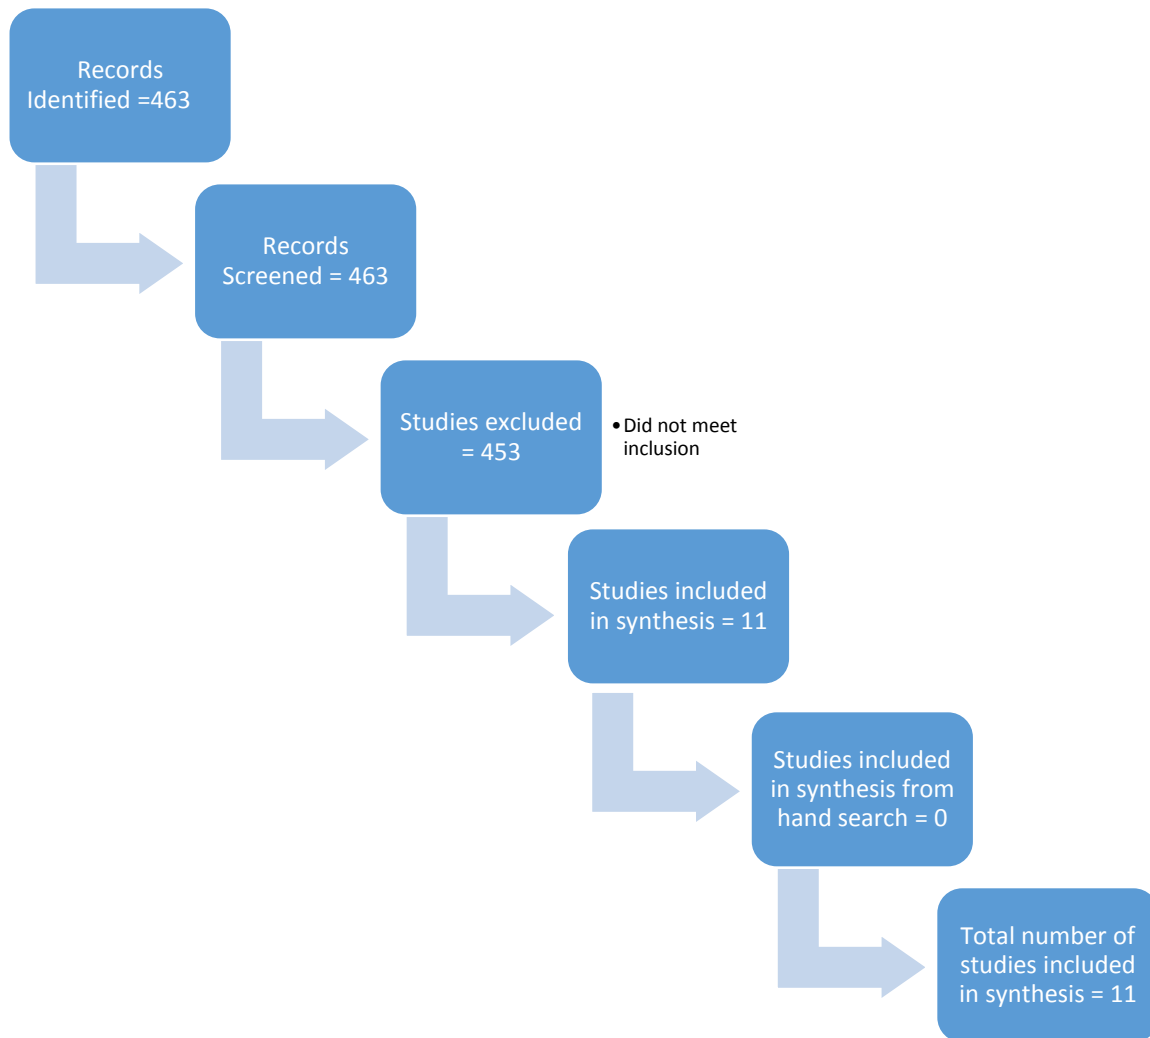 Records
Identified =463
Records
Screened = 463
Studies excluded
= 453
• Did not meet
inclusion
Studies included
in synthesis = 11
Studies included
in synthesis from
hand search = 0
Total number of
studies included
in synthesis = 11